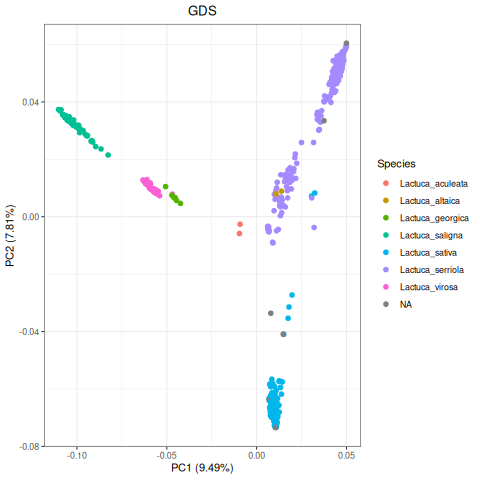 GDS
0.04
0.00
-0.04
-0.08
PC2 (7.81%)
-0.10
-0.05
0.00
0.05
PC1 (9.49%)
Species
Lactuca_aculeata
Lactuca_altaica
Lactuca_georgica
Lactuca_saligna
Lactuca_sativa
Lactuca_serriola
Lactuca_virosa
NA